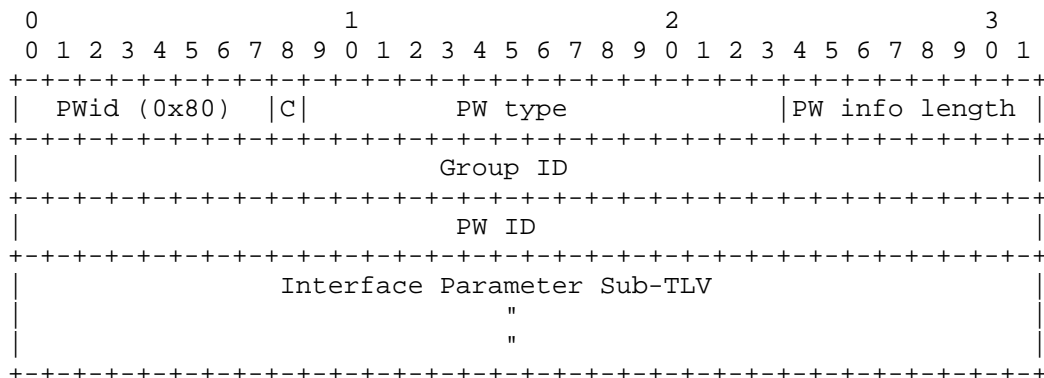 0                   1                   2                   3
 0 1 2 3 4 5 6 7 8 9 0 1 2 3 4 5 6 7 8 9 0 1 2 3 4 5 6 7 8 9 0 1
+-+-+-+-+-+-+-+-+-+-+-+-+-+-+-+-+-+-+-+-+-+-+-+-+-+-+-+-+-+-+-+-+
|  PWid (0x80)  |C|         PW type             |PW info length |
+-+-+-+-+-+-+-+-+-+-+-+-+-+-+-+-+-+-+-+-+-+-+-+-+-+-+-+-+-+-+-+-+
|                          Group ID                             |
+-+-+-+-+-+-+-+-+-+-+-+-+-+-+-+-+-+-+-+-+-+-+-+-+-+-+-+-+-+-+-+-+
|                           PW ID                               |
+-+-+-+-+-+-+-+-+-+-+-+-+-+-+-+-+-+-+-+-+-+-+-+-+-+-+-+-+-+-+-+-+
|                Interface Parameter Sub-TLV                    |
|                              "                                |
|                              "                                |
+-+-+-+-+-+-+-+-+-+-+-+-+-+-+-+-+-+-+-+-+-+-+-+-+-+-+-+-+-+-+-+-+